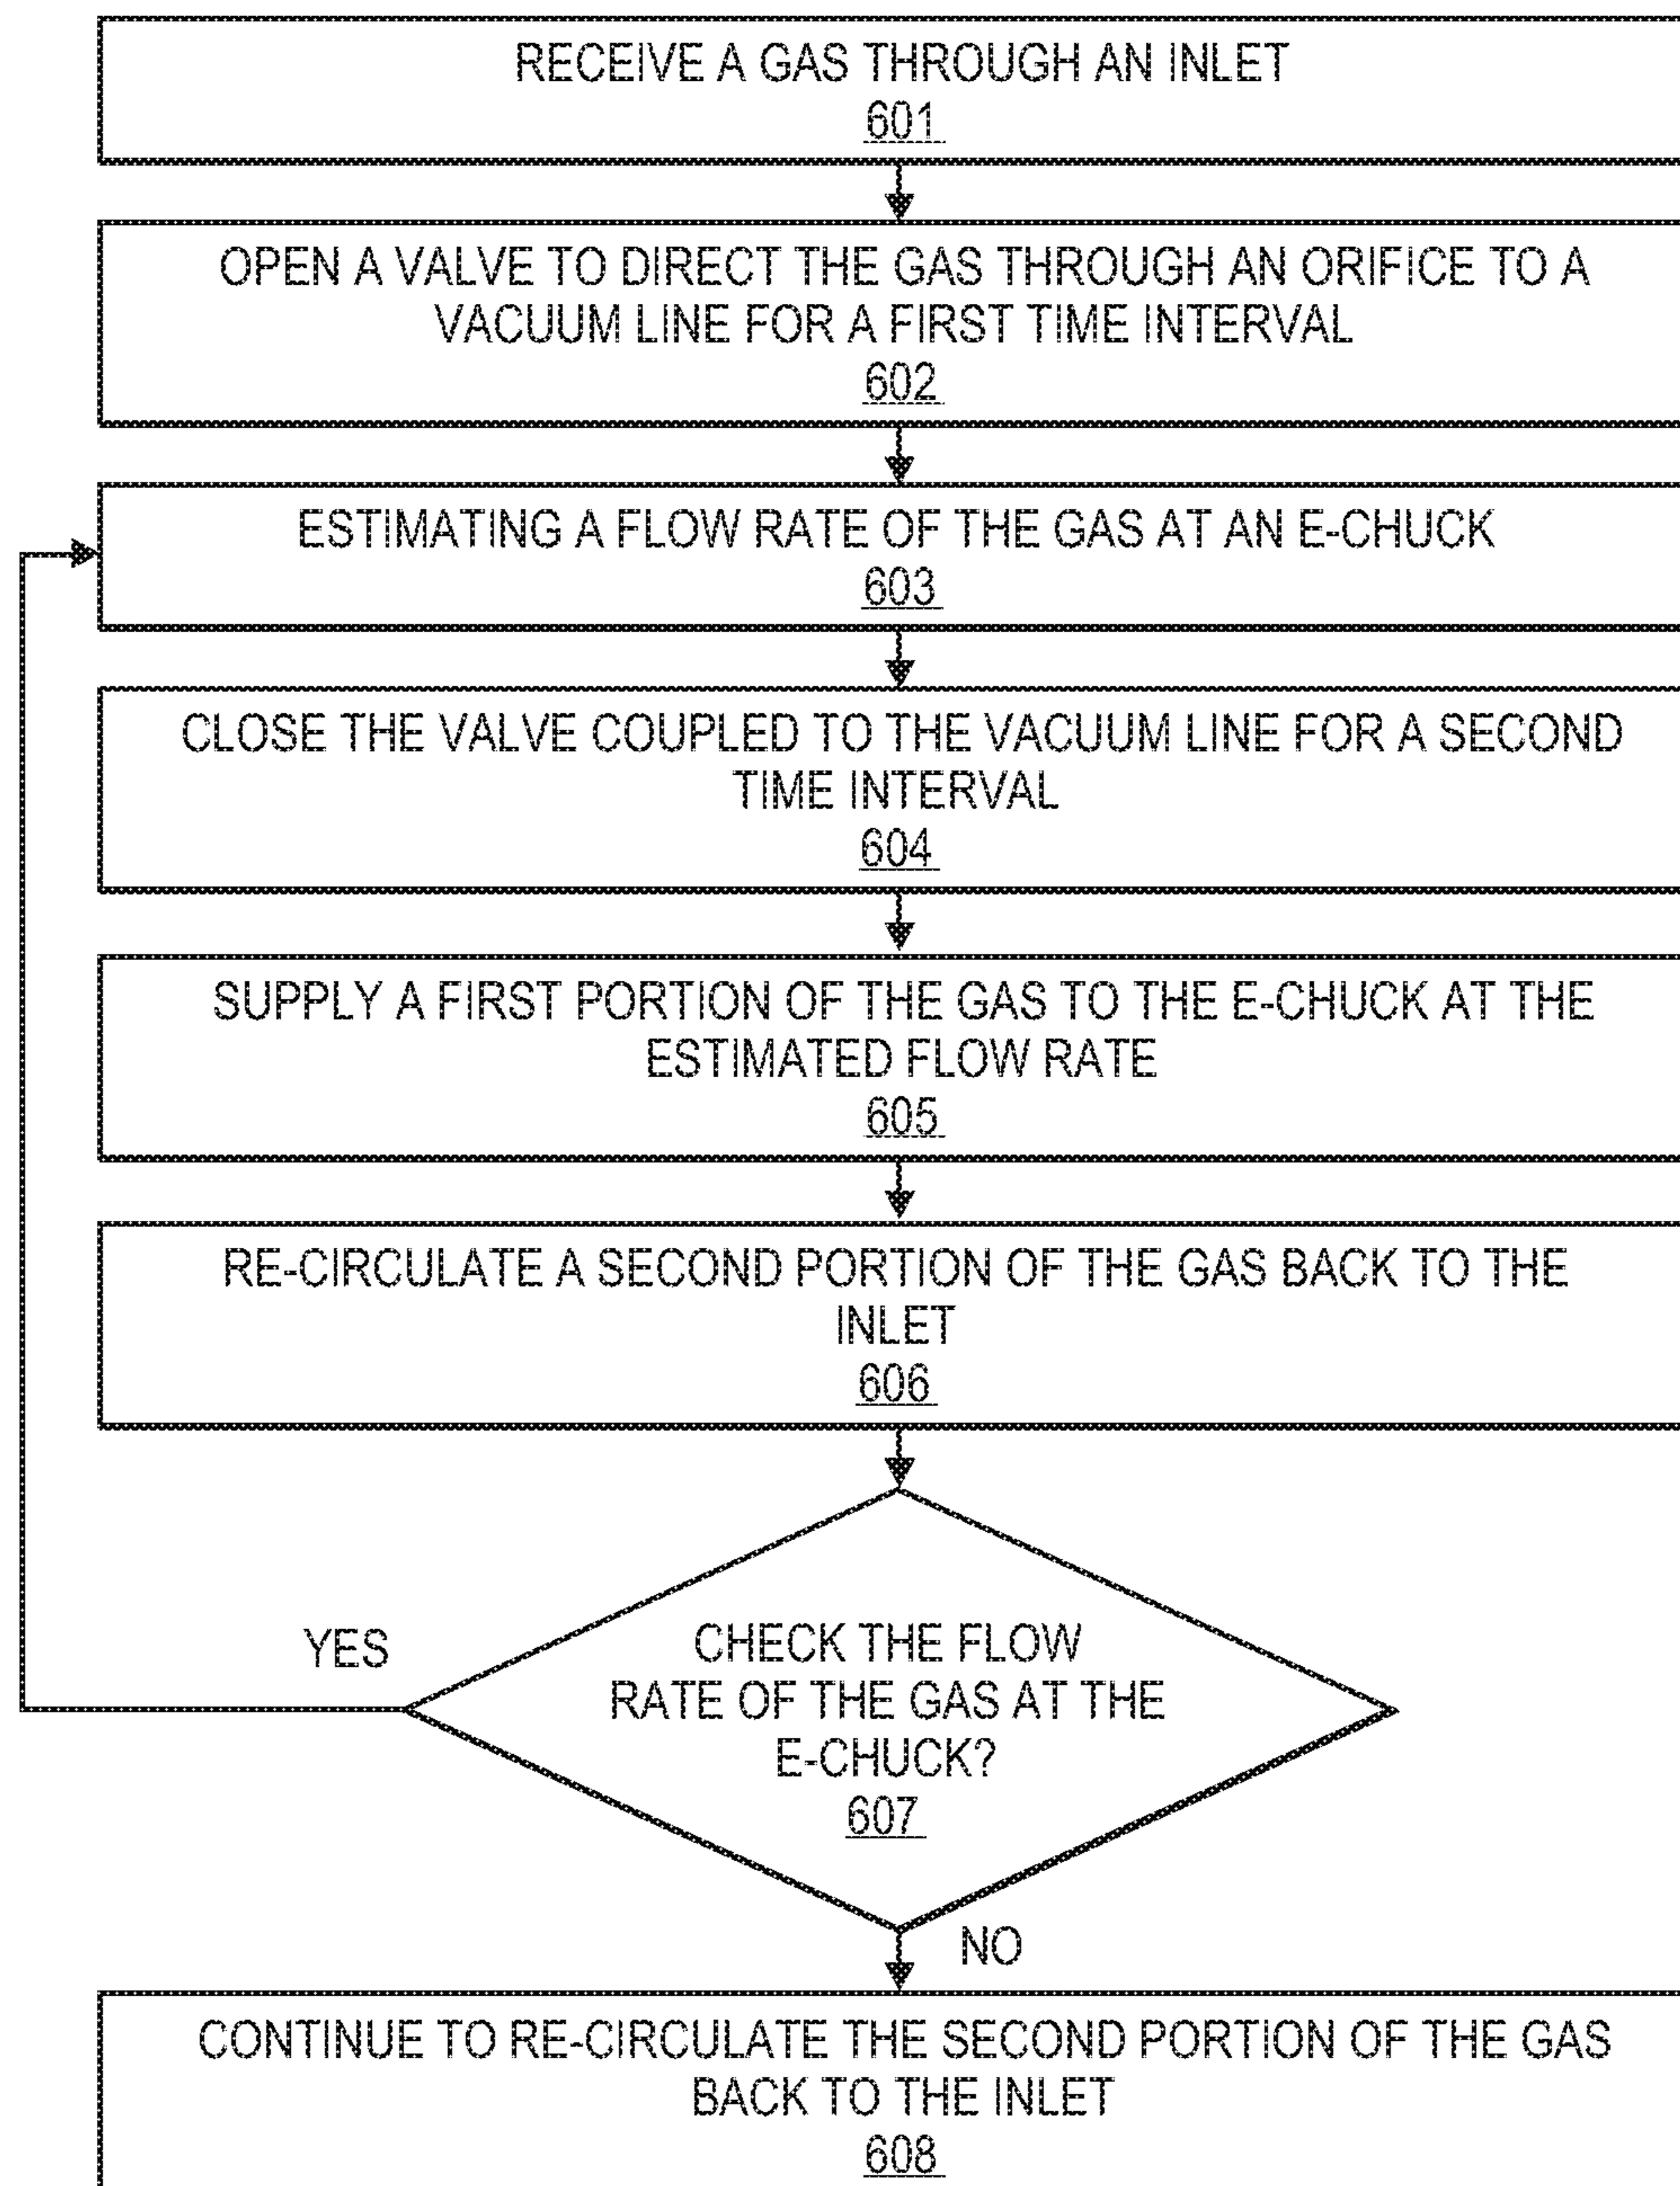 RECEIVE A GAS THROUGH AN INLET
601
OPEN A VALVE TO DIRECT THE GAS THROUGH AN ORIFICE TO A
VACUUM LINE FOR A FIRST TIME INTERVAL
602
ESTIMATING A FLOW RATE OF THE GAS AT AN E-CHUCK
603
CLOSE THE VALVE COUPLED TO THE VACUUM LINE FOR A SECOND
TIME INTERVAL
604
SUPPLY A FIRST PORTION OF THE GAS TO THE E-CHUCK AT THE
ESTIMATED FLOW RATE
605
RE-CIRCULATE A SECOND PORTION OF THE GAS BACK TO THE
INLET
606
YES
CHECK THE FLOW
RATE OF THE GAS AT THE
E-CHUCK?
607
NO
CONTINUE TO RE-CIRCULATE THE SECOND PORTION OF THE GAS
BACK TO THE INLET
608